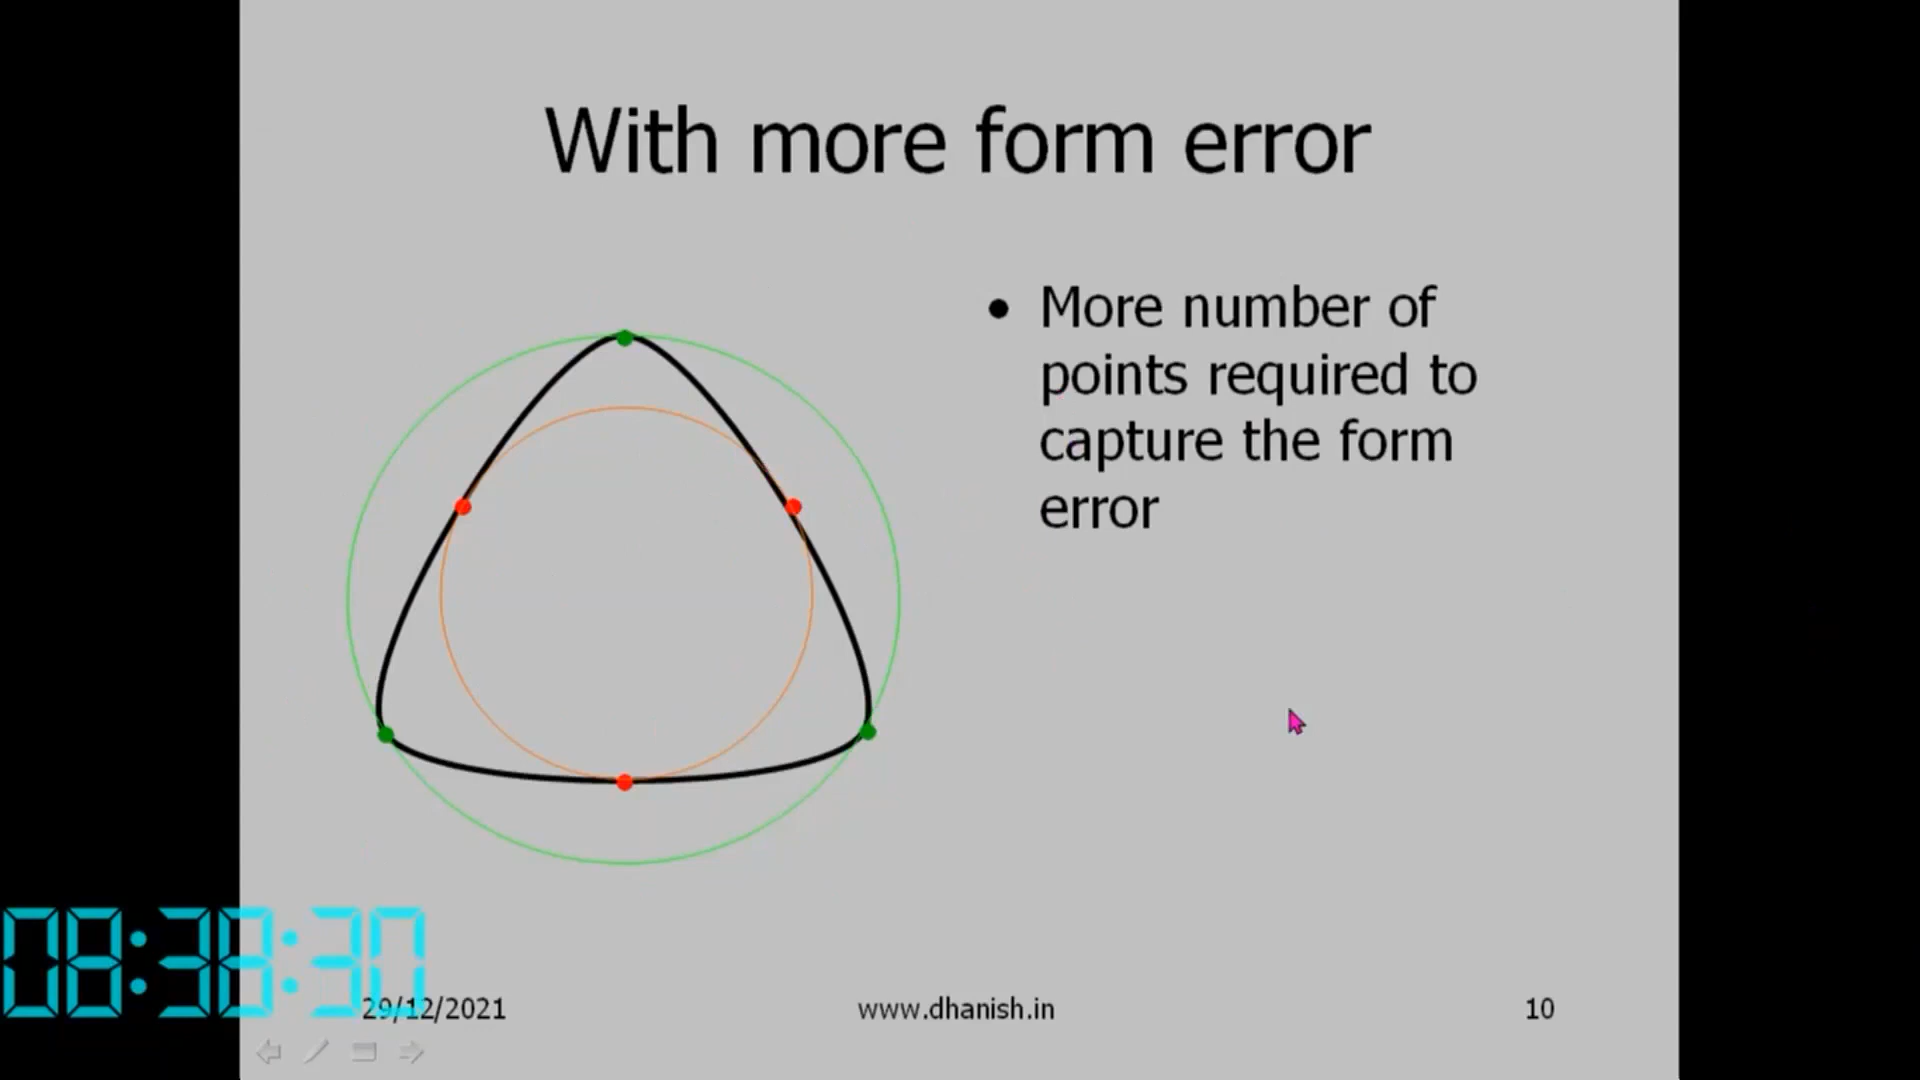 With more form error
• More number of
points required to
capture the form
error
08:38:30
29/12/2021
www.dhanish.in
10